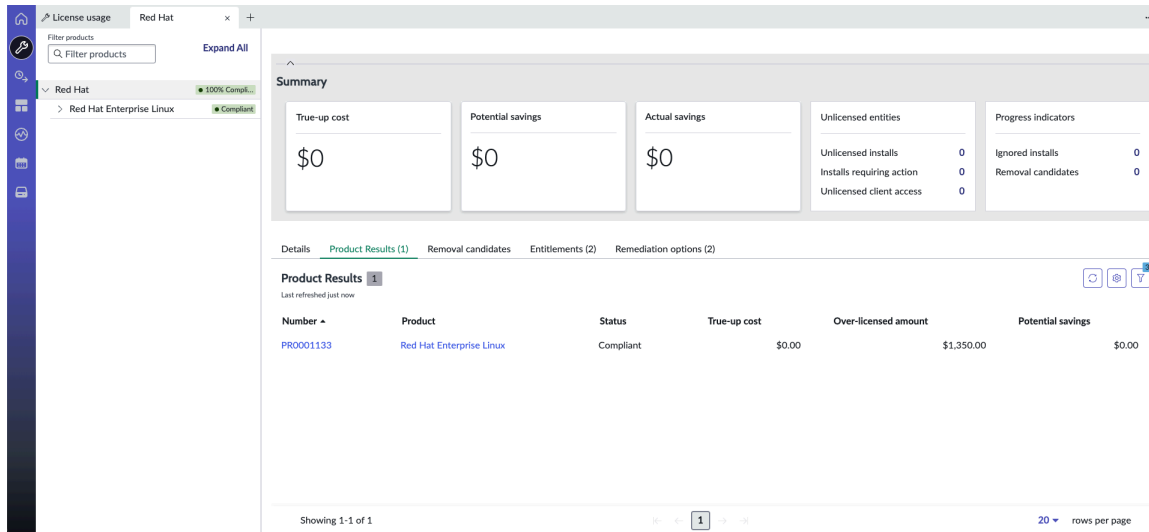 License usage
Red Hat
Filter products
Filter products
Expand All
Red Hat
100% Compli...
Red Hat Enterprise Linux
Compliant
Summary
True-up cost
$0
Potential savings
$0
Actual savings
$0
Unlicensed entities
Unlicensed installs 0
Installs requiring action 0
Unlicensed client access 0
Progress indicators
Ignored installs 0
Removal candidates 0
Details Product Results (1) Removal candidates Entitlements (2) Remediation options (2)
Product Results 1
Last refreshed just now
Number Product Status True-up cost Over-licensed amount Potential savings
PR0001133 Red Hat Enterprise Linux Compliant $0.00 $1,350.00 $0.00
Showing 1-1 of 1
1
20 rows per page